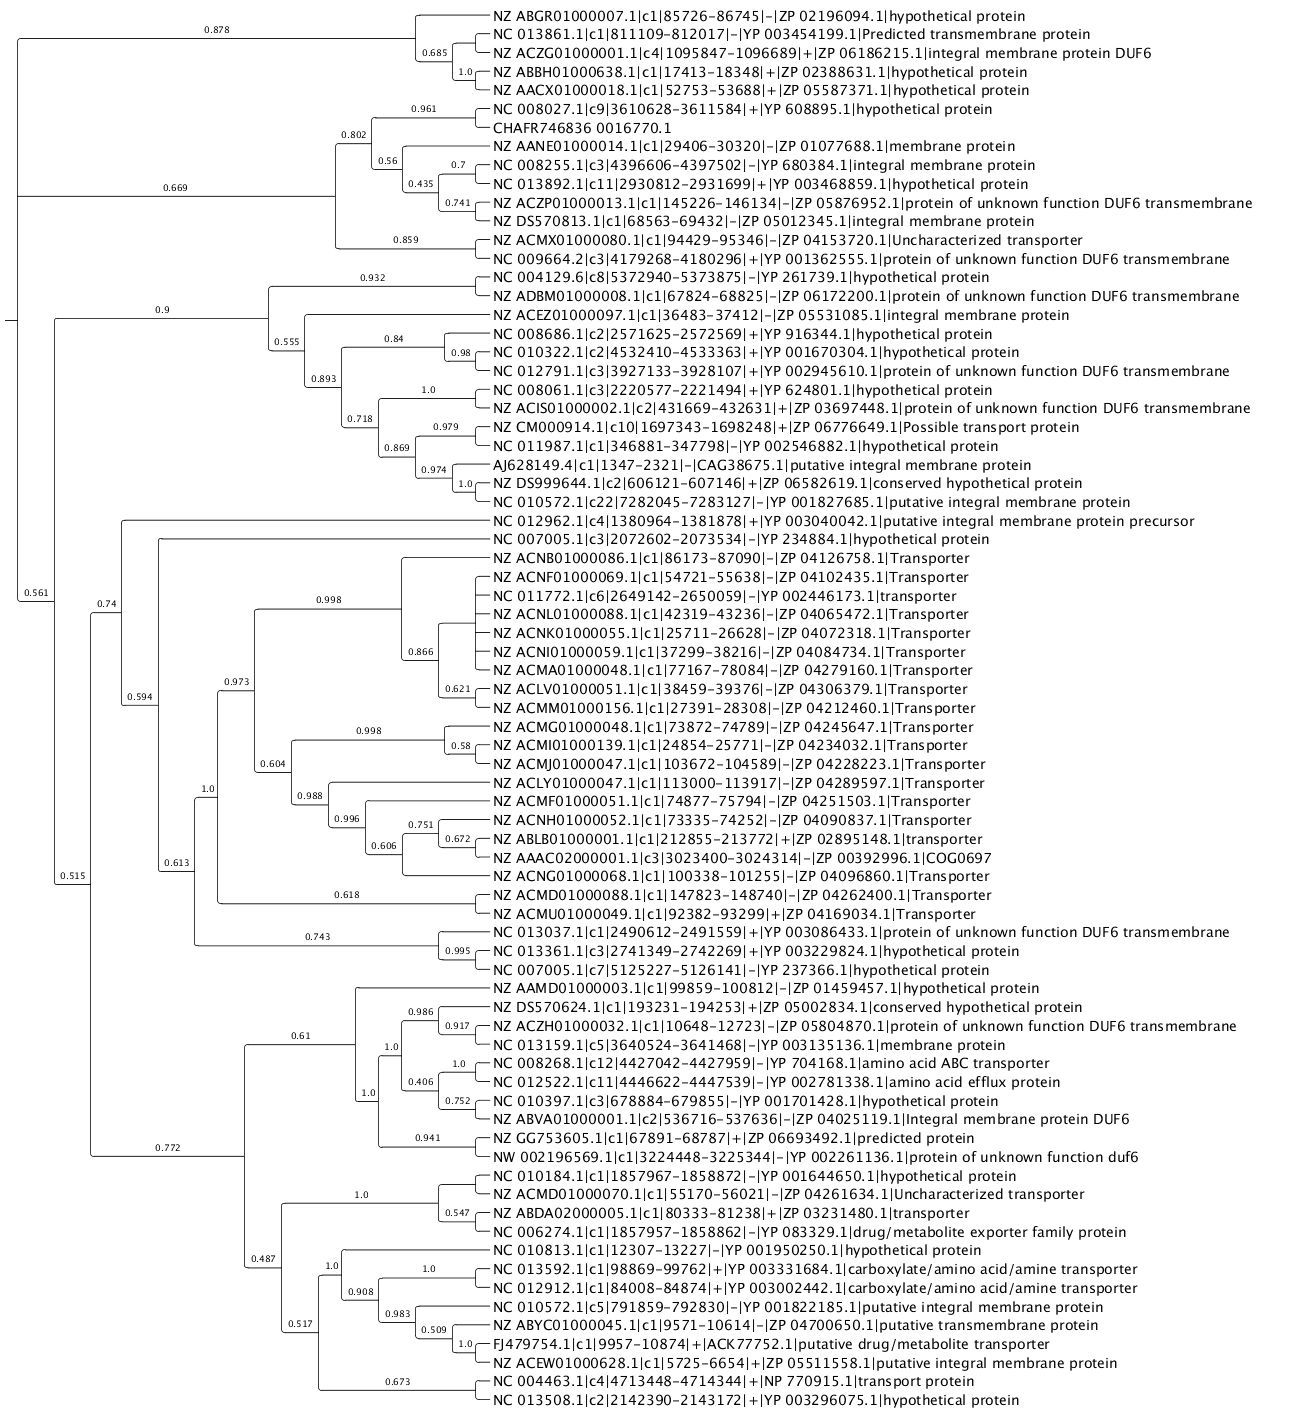 NZ ABGR01000007.1|c1|85726-86745|-|ZP 02196094.1|hypothetical protein
0.878
NC 013861.1|c1|811109-812017|-|YP 003454199.1|Predicted transmembrane protein
0.685
NZ ACZG01000001.1|c4|1095847-1096689|+|ZP 06186215.1|integral membrane protein DUF6
1.0
NZ ABBH01000638.1|c1|17413-18348|+|ZP 02388631.1|hypothetical protein
NZ AACX01000018.1|c1|52753-53688|+|ZP 05587371.1|hypothetical protein
0.961
NC 008027.1|c9|3610628-3611584|+|YP 608895.1|hypothetical protein
CHAFR746836 0016770.1
0.802
NZ AANE01000014.1|c1|29406-30320|-|ZP 01077688.1|membrane protein
0.56
0.7
NC 008255.1|c3|4396606-4397502|-|YP 680384.1|integral membrane protein
0.435
NC 013892.1|c11|2930812-2931699|+|YP 003468859.1|hypothetical protein
0.669
0.741
NZ ACZP01000013.1|c1|145226-146134|-|ZP 05876952.1|protein of unknown function DUF6 transmembrane
NZ DS570813.1|c1|68563-69432|-|ZP 05012345.1|integral membrane protein
0.859
NZ ACMX01000080.1|c1|94429-95346|-|ZP 04153720.1|Uncharacterized transporter
NC 009664.2|c3|4179268-4180296|+|YP 001362555.1|protein of unknown function DUF6 transmembrane
0.932
NC 004129.6|c8|5372940-5373875|-|YP 261739.1|hypothetical protein
NZ ADBM01000008.1|c1|67824-68825|-|ZP 06172200.1|protein of unknown function DUF6 transmembrane
0.9
NZ ACEZ01000097.1|c1|36483-37412|-|ZP 05531085.1|integral membrane protein
0.555
0.84
NC 008686.1|c2|2571625-2572569|+|YP 916344.1|hypothetical protein
0.98
NC 010322.1|c2|4532410-4533363|+|YP 001670304.1|hypothetical protein
0.893
NC 012791.1|c3|3927133-3928107|+|YP 002945610.1|protein of unknown function DUF6 transmembrane
1.0
NC 008061.1|c3|2220577-2221494|+|YP 624801.1|hypothetical protein
NZ ACIS01000002.1|c2|431669-432631|+|ZP 03697448.1|protein of unknown function DUF6 transmembrane
0.718
0.979
NZ CM000914.1|c10|1697343-1698248|+|ZP 06776649.1|Possible transport protein
0.869
NC 011987.1|c1|346881-347798|-|YP 002546882.1|hypothetical protein
0.974
AJ628149.4|c1|1347-2321|-|CAG38675.1|putative integral membrane protein
1.0
NZ DS999644.1|c2|606121-607146|+|ZP 06582619.1|conserved hypothetical protein
NC 010572.1|c22|7282045-7283127|-|YP 001827685.1|putative integral membrane protein
NC 012962.1|c4|1380964-1381878|+|YP 003040042.1|putative integral membrane protein precursor
NC 007005.1|c3|2072602-2073534|-|YP 234884.1|hypothetical protein
NZ ACNB01000086.1|c1|86173-87090|-|ZP 04126758.1|Transporter
NZ ACNF01000069.1|c1|54721-55638|-|ZP 04102435.1|Transporter
0.561
NC 011772.1|c6|2649142-2650059|-|YP 002446173.1|transporter
0.74
0.998
NZ ACNL01000088.1|c1|42319-43236|-|ZP 04065472.1|Transporter
NZ ACNK01000055.1|c1|25711-26628|-|ZP 04072318.1|Transporter
0.866
NZ ACNI01000059.1|c1|37299-38216|-|ZP 04084734.1|Transporter
NZ ACMA01000048.1|c1|77167-78084|-|ZP 04279160.1|Transporter
0.973
0.621
NZ ACLV01000051.1|c1|38459-39376|-|ZP 04306379.1|Transporter
0.594
NZ ACMM01000156.1|c1|27391-28308|-|ZP 04212460.1|Transporter
0.998
NZ ACMG01000048.1|c1|73872-74789|-|ZP 04245647.1|Transporter
0.58
NZ ACMI01000139.1|c1|24854-25771|-|ZP 04234032.1|Transporter
0.604
NZ ACMJ01000047.1|c1|103672-104589|-|ZP 04228223.1|Transporter
NZ ACLY01000047.1|c1|113000-113917|-|ZP 04289597.1|Transporter
1.0
0.988
NZ ACMF01000051.1|c1|74877-75794|-|ZP 04251503.1|Transporter
0.996
0.751
NZ ACNH01000052.1|c1|73335-74252|-|ZP 04090837.1|Transporter
0.672
NZ ABLB01000001.1|c1|212855-213772|+|ZP 02895148.1|transporter
0.606
NZ AAAC02000001.1|c3|3023400-3024314|-|ZP 00392996.1|COG0697
0.613
0.515
NZ ACNG01000068.1|c1|100338-101255|-|ZP 04096860.1|Transporter
0.618
NZ ACMD01000088.1|c1|147823-148740|-|ZP 04262400.1|Transporter
NZ ACMU01000049.1|c1|92382-93299|+|ZP 04169034.1|Transporter
0.743
NC 013037.1|c1|2490612-2491559|+|YP 003086433.1|protein of unknown function DUF6 transmembrane
0.995
NC 013361.1|c3|2741349-2742269|+|YP 003229824.1|hypothetical protein
NC 007005.1|c7|5125227-5126141|-|YP 237366.1|hypothetical protein
NZ AAMD01000003.1|c1|99859-100812|-|ZP 01459457.1|hypothetical protein
0.986
NZ DS570624.1|c1|193231-194253|+|ZP 05002834.1|conserved hypothetical protein
0.917
NZ ACZH01000032.1|c1|10648-12723|-|ZP 05804870.1|protein of unknown function DUF6 transmembrane
0.61
1.0
NC 013159.1|c5|3640524-3641468|-|YP 003135136.1|membrane protein
1.0
NC 008268.1|c12|4427042-4427959|-|YP 704168.1|amino acid ABC transporter
0.406
NC 012522.1|c11|4446622-4447539|-|YP 002781338.1|amino acid efflux protein
1.0
0.752
NC 010397.1|c3|678884-679855|-|YP 001701428.1|hypothetical protein
NZ ABVA01000001.1|c2|536716-537636|-|ZP 04025119.1|Integral membrane protein DUF6
0.941
NZ GG753605.1|c1|67891-68787|+|ZP 06693492.1|predicted protein
0.772
NW 002196569.1|c1|3224448-3225344|-|YP 002261136.1|protein of unknown function duf6
NC 010184.1|c1|1857967-1858872|-|YP 001644650.1|hypothetical protein
1.0
NZ ACMD01000070.1|c1|55170-56021|-|ZP 04261634.1|Uncharacterized transporter
0.547
NZ ABDA02000005.1|c1|80333-81238|+|ZP 03231480.1|transporter
NC 006274.1|c1|1857957-1858862|-|YP 083329.1|drug/metabolite exporter family protein
0.487
NC 010813.1|c1|12307-13227|-|YP 001950250.1|hypothetical protein
1.0
1.0
NC 013592.1|c1|98869-99762|+|YP 003331684.1|carboxylate/amino acid/amine transporter
0.908
NC 012912.1|c1|84008-84874|+|YP 003002442.1|carboxylate/amino acid/amine transporter
0.983
NC 010572.1|c5|791859-792830|-|YP 001822185.1|putative integral membrane protein
0.517
0.509
NZ ABYC01000045.1|c1|9571-10614|-|ZP 04700650.1|putative transmembrane protein
1.0
FJ479754.1|c1|9957-10874|+|ACK77752.1|putative drug/metabolite transporter
NZ ACEW01000628.1|c1|5725-6654|+|ZP 05511558.1|putative integral membrane protein
0.673
NC 004463.1|c4|4713448-4714344|+|NP 770915.1|transport protein
NC 013508.1|c2|2142390-2143172|+|YP 003296075.1|hypothetical protein